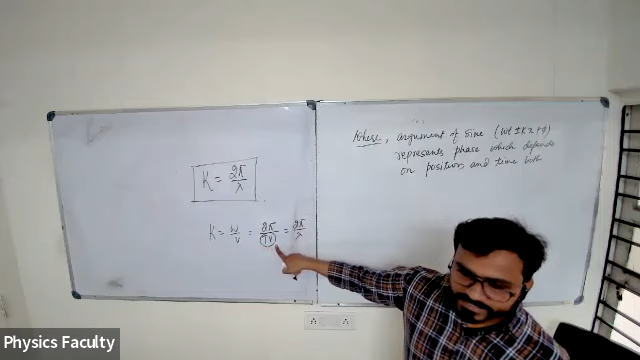 K = 2π/λ
K = w/v = 2π/Tv = 2π/λ
Where, argument of sine (wt ± Kx + φ)
represents phase which depends
on position and time both
Physics Faculty